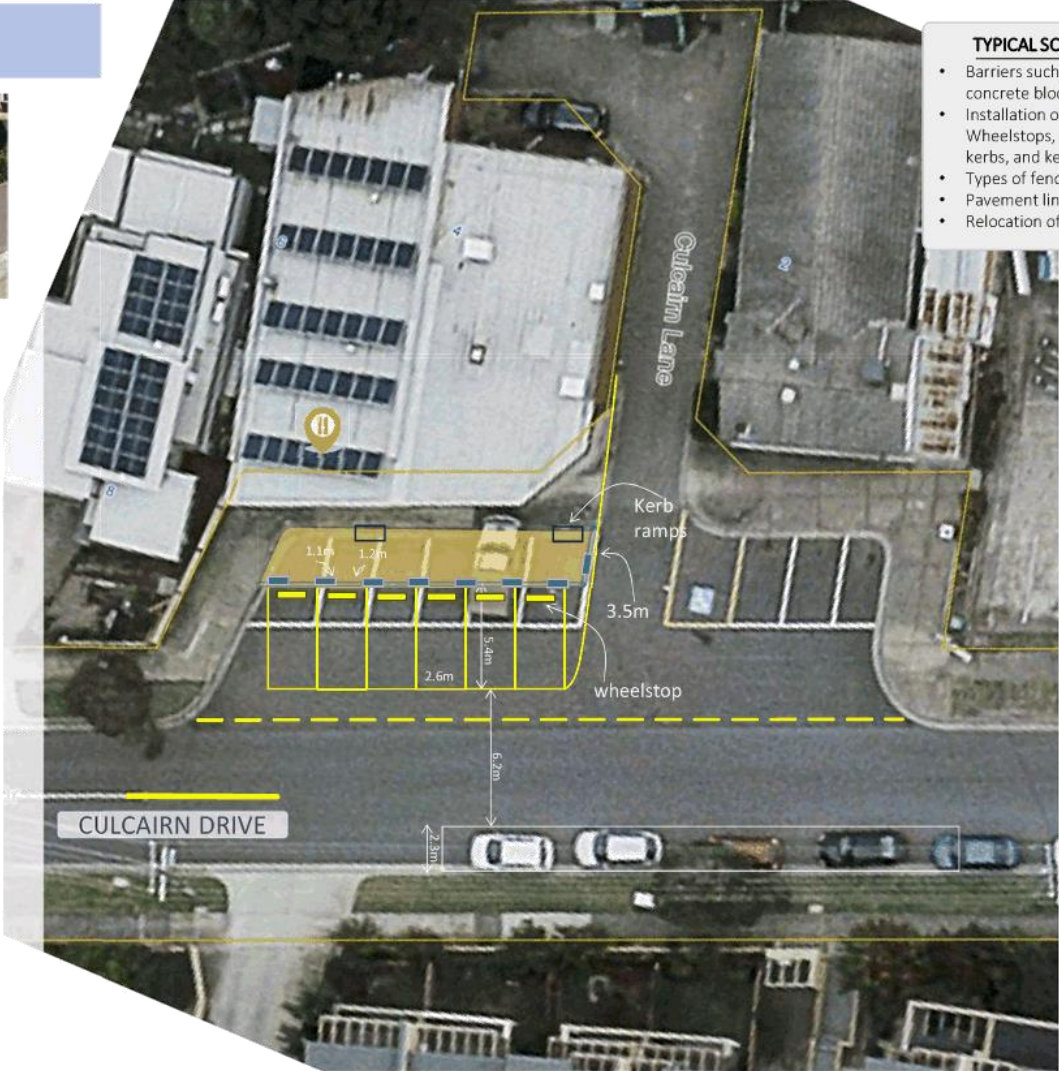 TYPICAL SC
• Barriers such
concrete bloc
• Installation o
Wheelstops,
kerbs, and ke
• Types of fenc
• Pavement lin
• Relocation of
6
4
2
Culcairn Lane
8
Kerb
ramps
1.1m
1.2m
3.5m
5.4m
2.6m
wheelstop
6.2m
CULCAIRN DRIVE
2.3m